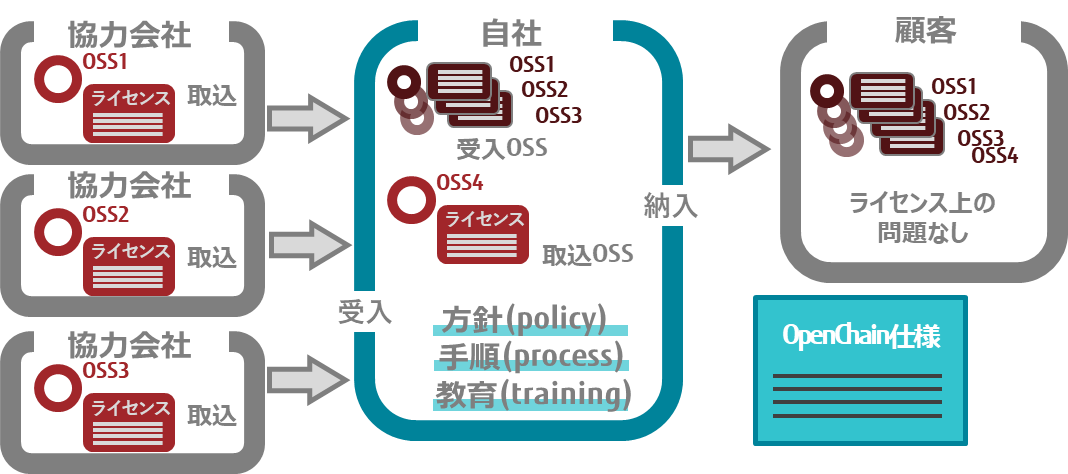 協力会社
OSS1
ライセンス
取込
協力会社
OSS2
ライセンス
取込
協力会社
OSS3
ライセンス
取込
自社
OSS1
OSS2
OSS3
受入OSS
OSS4
ライセンス
取込OSS
受入
納入
方針(policy)
手順(process)
教育(training)
顧客
OSS1
OSS2
OSS3
OSS4
ライセンス上の
問題なし
OpenChain仕様